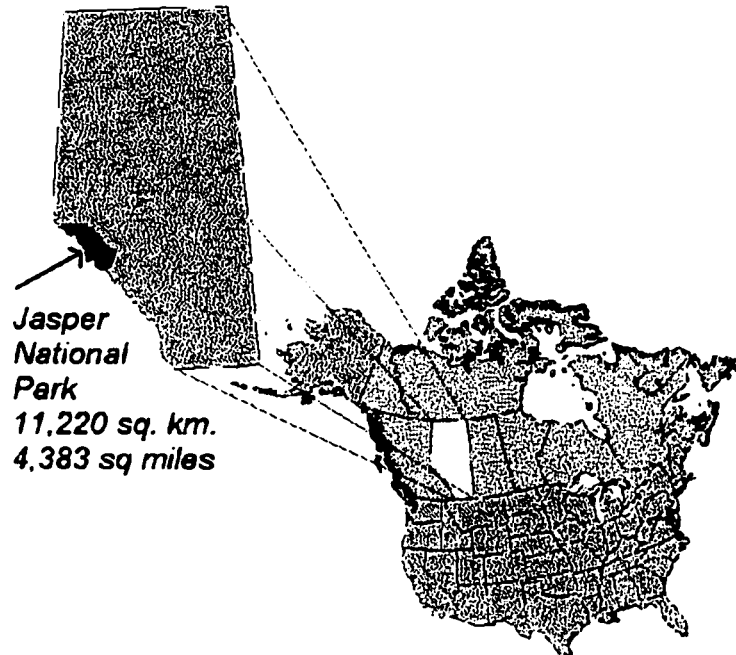 Jasper
National
Park
11,220 sq. km.
4,383 sq miles